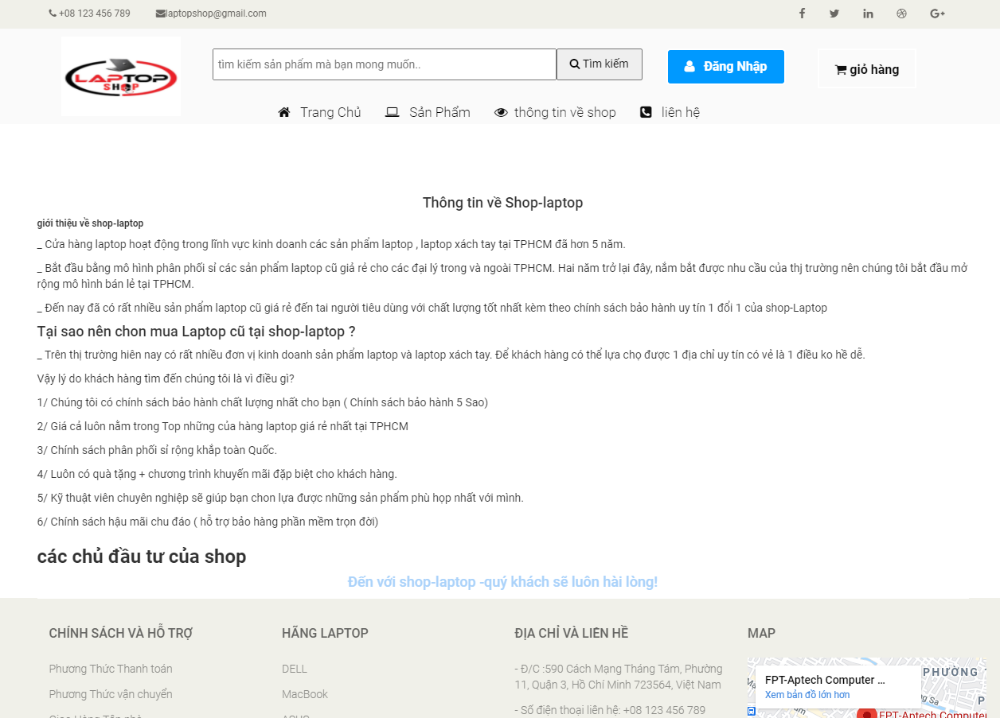 +08 123 456 789
laptopshop@gmail.com
LAPTOP
SHOP
tìm kiếm sản phẩm mà bạn mong muốn..
Tìm kiếm
Đăng Nhập
giỏ hàng
Trang Chủ
Sản Phẩm
thông tin về shop
liên hệ
Thông tin về Shop-laptop
giới thiệu về shop-laptop
_ Cửa hàng laptop hoạt động trong lĩnh vực kinh doanh các sản phẩm laptop , laptop xách tay tại TPHCM đã hơn 5 năm.
_ Bắt đầu bằng mô hình phân phối sỉ các sản phẩm laptop cũ giả rẻ cho các đại lý trong và ngoài TPHCM. Hai năm trở lại đây, nắm bắt được nhu cầu của thị trường nên chúng tôi bắt đầu mở
rộng mô hình bán lẻ tại TPHCM.
_ Đến nay đã có rất nhiều sản phẩm laptop cũ giá rẻ đến tai người tiêu dùng với chất lượng tốt nhất kèm theo chính sách bảo hành uy tín 1 đổi 1 của shop-Laptop
Tại sao nên chon mua Laptop cũ tại shop-laptop ?
_ Trên thị trường hiên nay có rất nhiều đơn vị kinh doanh sản phẩm laptop và laptop xách tay. Để khách hàng có thể lựa chọ được 1 địa chỉ uy tín có vẻ là 1 điều ko hề dễ.
Vậy lý do khách hàng tìm đến chúng tôi là vì điều gì?
1/ Chúng tôi có chính sách bảo hành chất lượng nhất cho bạn ( Chính sách bảo hành 5 Sao)
2/ Giá cả luôn nằm trong Top những của hàng laptop giá rẻ nhất tại TPHCM
3/ Chính sách phân phối sỉ rộng khắp toàn Quốc.
4/ Luôn có quà tặng + chương trình khuyến mãi đặp biệt cho khách hàng.
5/ Kỹ thuật viên chuyên nghiệp sẽ giúp bạn chon lựa được những sản phẩm phù họp nhất với mình.
6/ Chính sách hậu mãi chu đáo ( hỗ trợ bảo hàng phần mềm trọn đời)
các chủ đầu tư của shop
Đến với shop-laptop -quý khách sẽ luôn hài lòng!
CHÍNH SÁCH VÀ HỖ TRỢ
HÃNG LAPTOP
ĐỊA CHỈ VÀ LIÊN HỀ
MAP
Phương Thức Thanh toán
DELL
- Đ/C :590 Cách Mạng Tháng Tám, Phường
11, Quận 3, Hồ Chí Minh 723564, Việt Nam
Phương Thức vận chuyển
MacBook
- Số điện thoại liên hệ: +08 123 456 789
Giao Hàng Tận nhà
ASUS
FPT-Aptech Computer ...
Xem bản đồ lớn hơn
PHƯỜNG
FPT-Aptech Computer